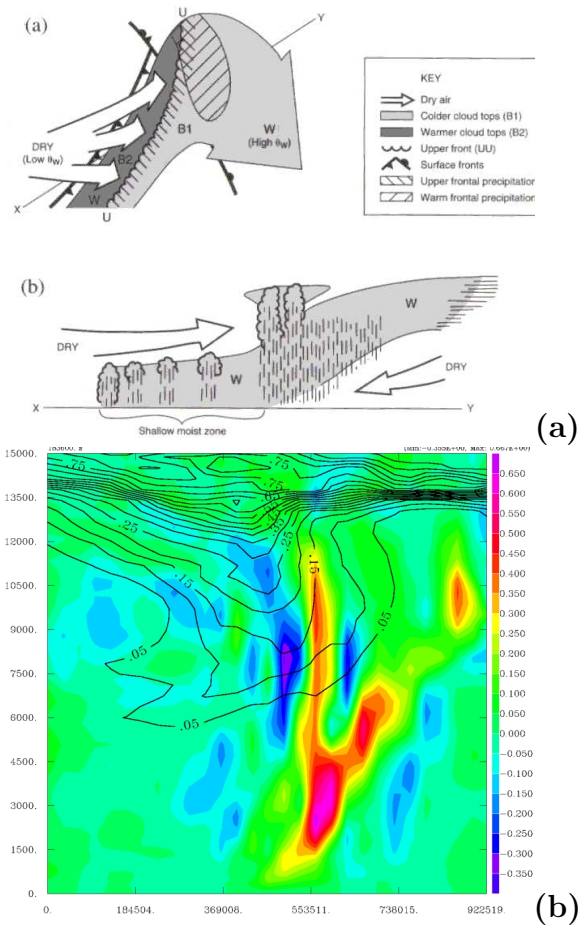 (a)
U
Y
DRY
(Low θw)
B2
B1
W
(High θw)
W
X
U
KEY
Dry air
Colder cloud tops (B1)
Warmer cloud tops (B2)
Upper front (UU)
Surface fronts
Upper frontal precipitation
Warm frontal precipitation
(b)
DRY
W
W
DRY
X
Y
Shallow moist zone
(a)
15000.
13500.
12000.
10500.
9000.
7500.
6000.
4500.
3000.
1500.
0.
.75
.75
.25
.25
.15
.15
.05
.05
.05
0.650
0.600
0.550
0.500
0.450
0.400
0.350
0.300
0.250
0.200
0.150
0.100
0.050
0.000
−0.050
−0.100
−0.150
−0.200
−0.250
−0.300
−0.350
0.
184504.
369008.
553511.
738015.
922519.
(b)